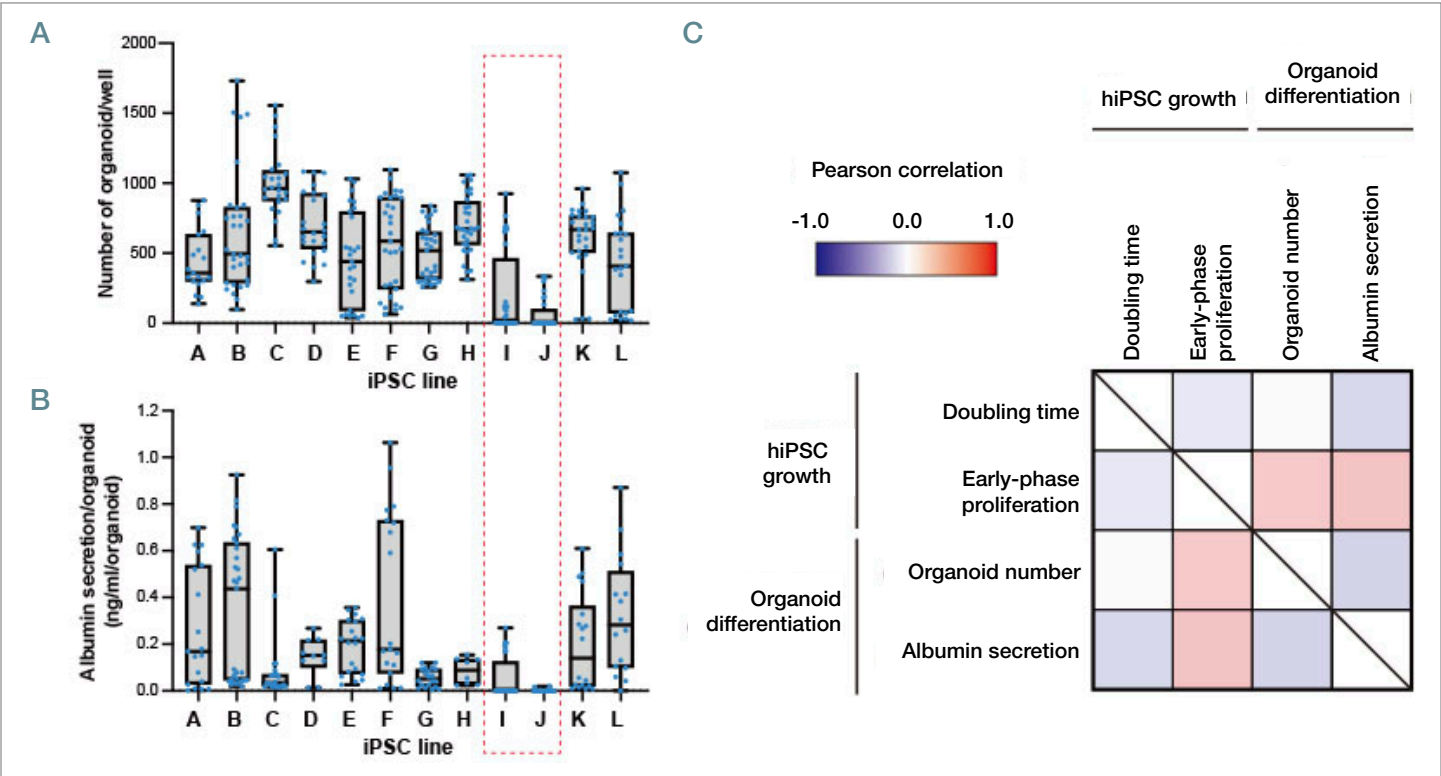 A
Number of organoid/well
2000
1500
1000
500
0
A B C D E F G H I J K L
iPSC line
B
Albumin secretion/organoid
(ng/ml/organoid)
1.2
1.0
0.8
0.6
0.4
0.2
0.0
A B C D E F G H I J K L
iPSC line
C
hiPSC growth
Organoid
differentiation
Pearson correlation
-1.0 0.0 1.0
Doubling time
Early-phase
proliferation
Organoid number
Albumin secretion
hiPSC
growth
Organoid
differentiation
Doubling time
Early-phase
proliferation
Organoid number
Albumin secretion